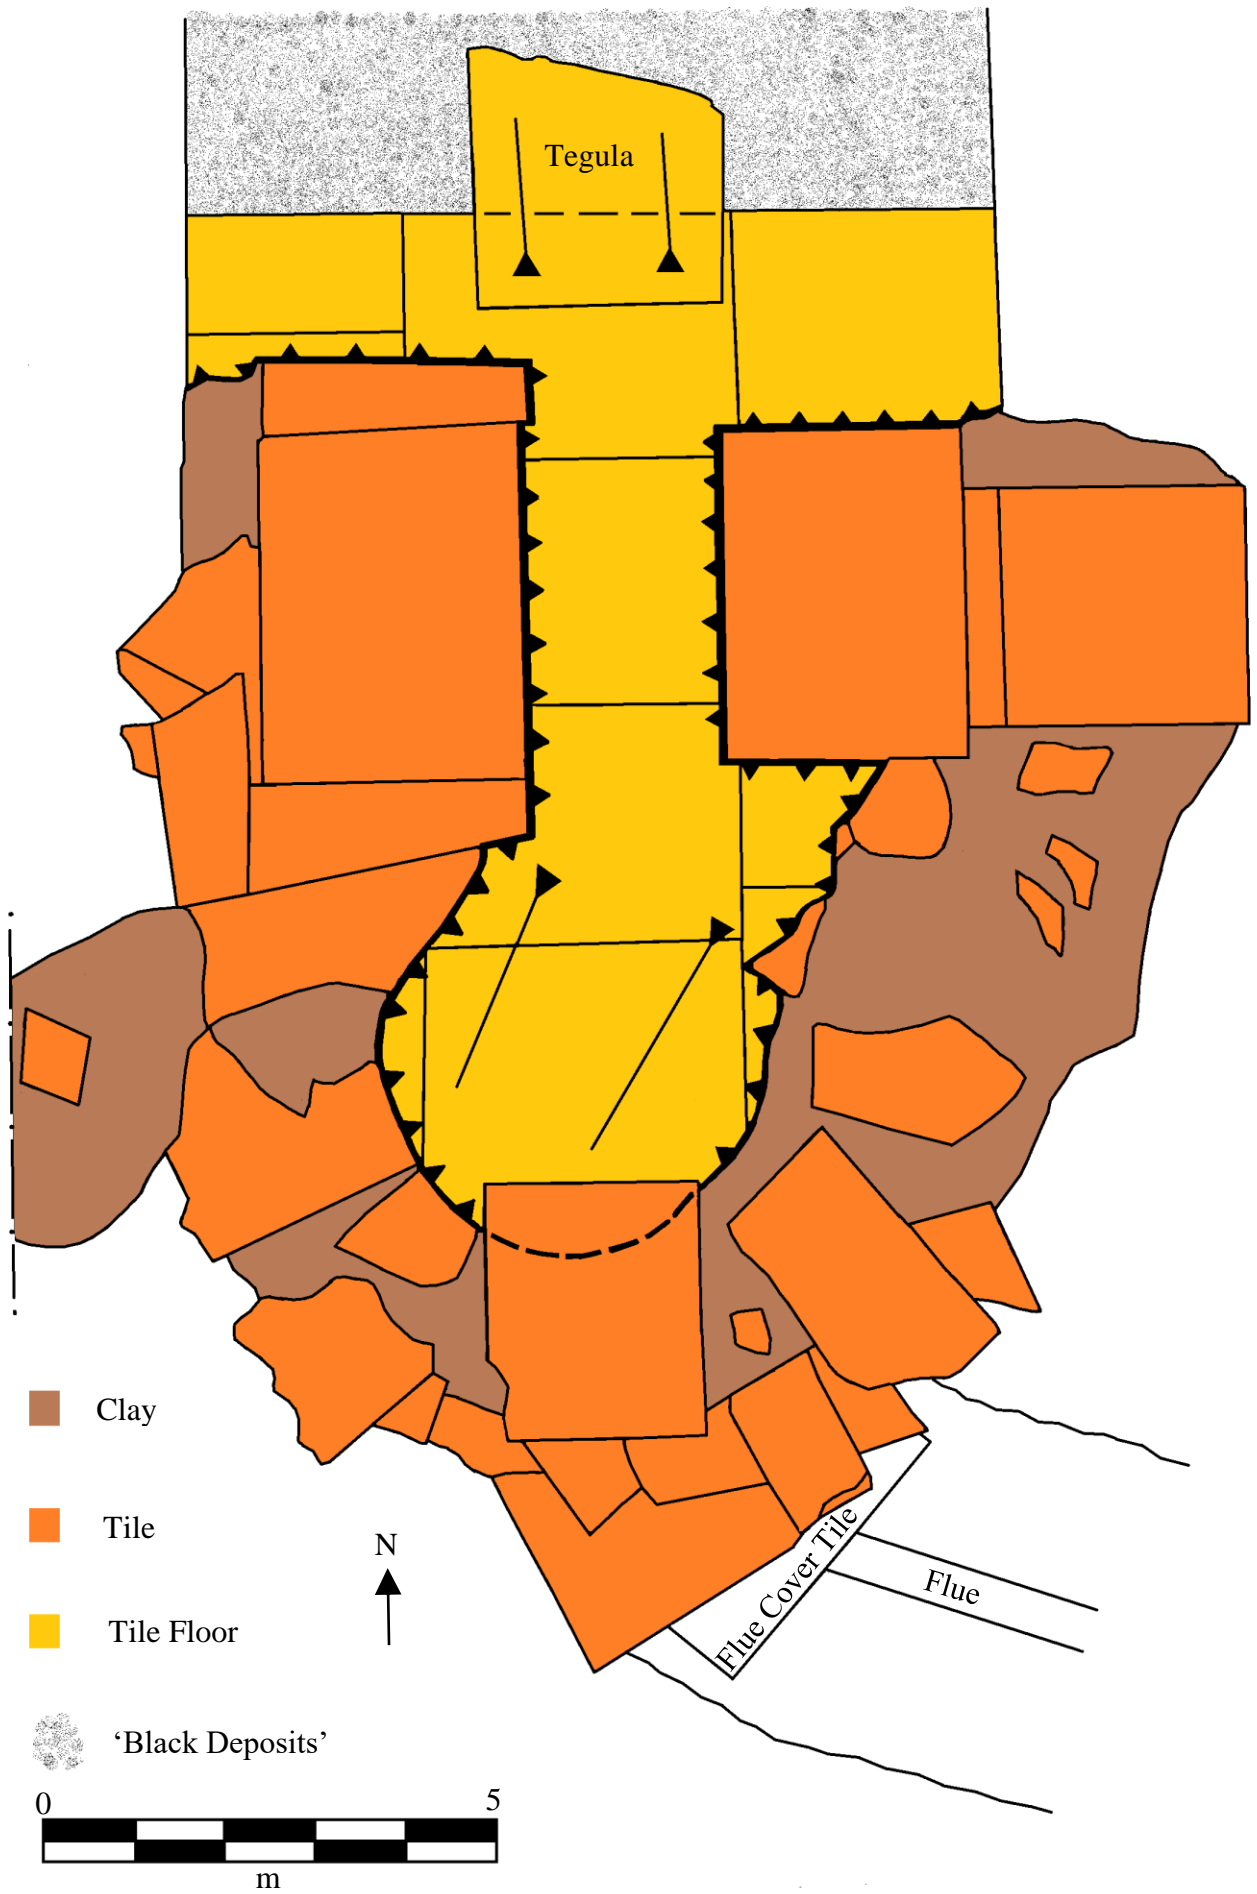 Tegula
Clay
Tile
N
Tile Floor
Flue Cover Tile
Flue
‘Black Deposits’
0 5
m